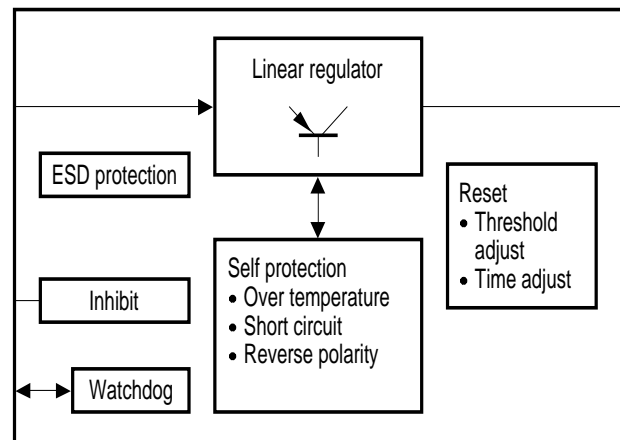 Linear regulator
ESD protection
Reset
• Threshold
adjust
• Time adjust
Self protection
• Over temperature
• Short circuit
• Reverse polarity
Inhibit
Watchdog